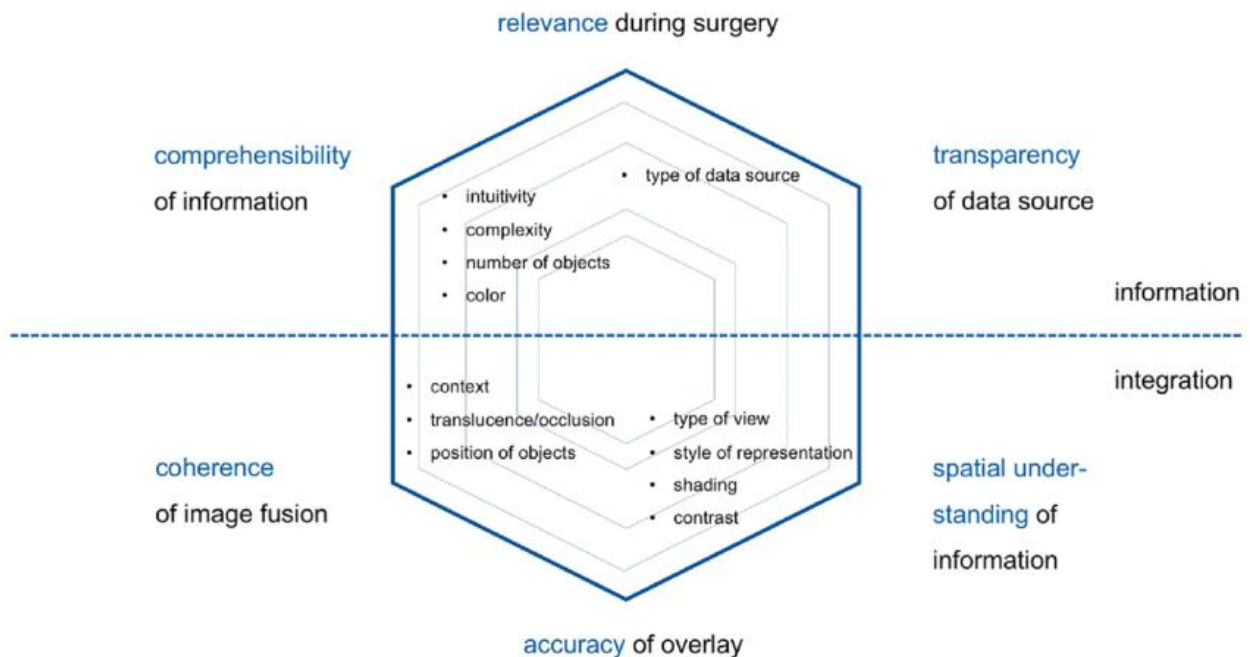 relevance during surgery
comprehensibility
of information
transparency
of data source
• type of data source
• intuitivity
• complexity
• number of objects
• color
information
integration
• context
• translucence/occlusion
• position of objects
• type of view
• style of representation
• shading
• contrast
coherence
of image fusion
spatial under-
standing of
information
accuracy of overlay